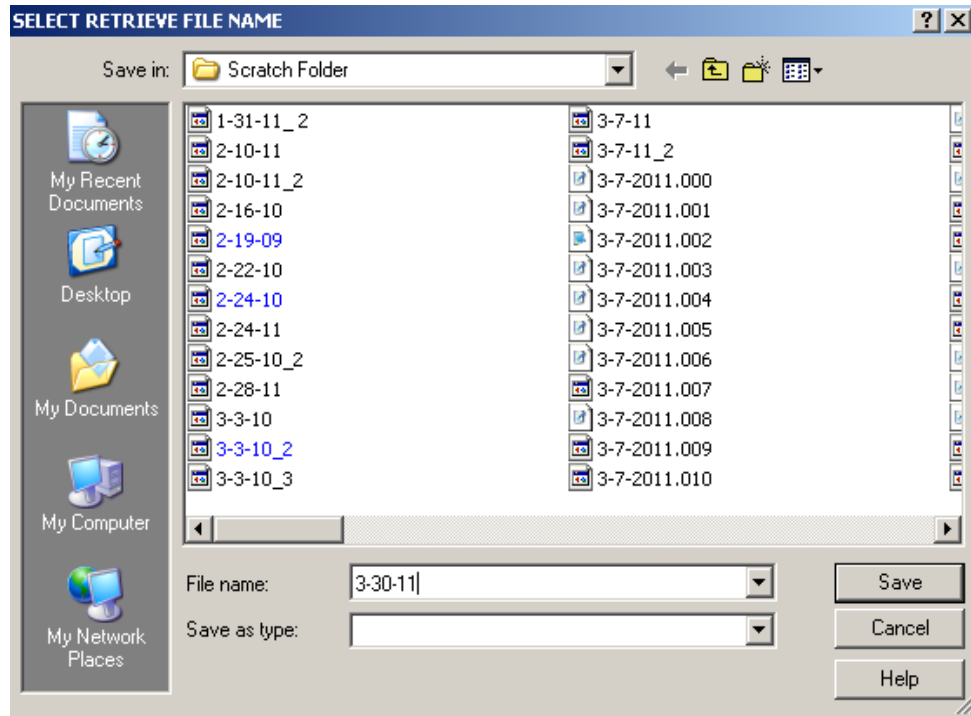 SELECT RETRIEVE FILE NAME
Save in:
Scratch Folder
My Recent
Documents
Desktop
My Documents
My Computer
My Network
Places
1-31-11_2
2-10-11
2-10-11_2
2-16-10
2-19-09
2-22-10
2-24-10
2-24-11
2-25-10_2
2-28-11
3-3-10
3-3-10_2
3-3-10_3
3-7-11
3-7-11_2
3-7-2011.000
3-7-2011.001
3-7-2011.002
3-7-2011.003
3-7-2011.004
3-7-2011.005
3-7-2011.006
3-7-2011.007
3-7-2011.008
3-7-2011.009
3-7-2011.010
File name:
3-30-11
Save
Save as type:
Cancel
Help